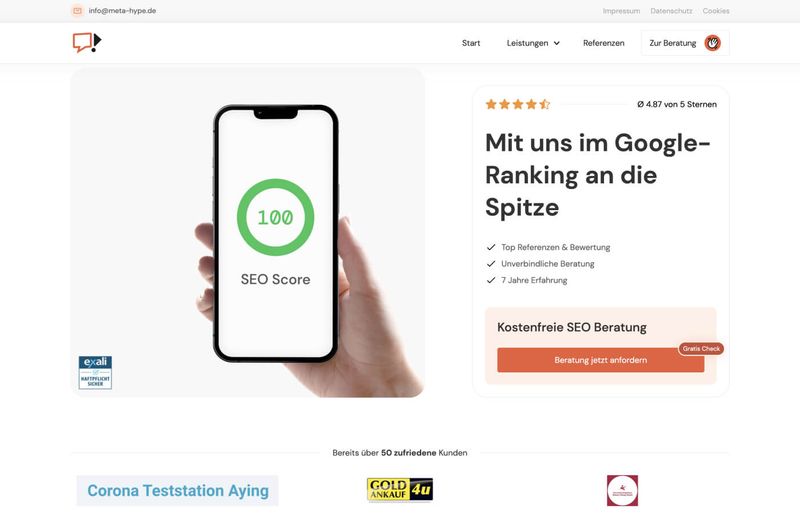 info@meta-hype.de
Impressum Datenschutz Cookies
Start Leistungen Referenzen Zur Beratung
100
SEO Score
exali
HAFTPFLICHT
SICHER
Ø 4.87 von 5 Sternen
Mit uns im Google-
Ranking an die
Spitze
Top Referenzen & Bewertung
Unverbindliche Beratung
7 Jahre Erfahrung
Kostenfreie SEO Beratung
Gratis Check
Beratung jetzt anfordern
Bereits über 50 zufriedene Kunden
Corona Teststation Aying
GOLD
ANKAUF 4u